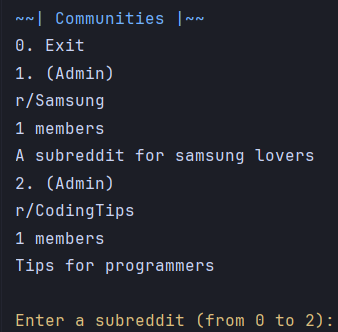 ~~| Communities |~~
0. Exit
1. (Admin)
r/Samsung
1 members
A subreddit for samsung lovers
2. (Admin)
r/CodingTips
1 members
Tips for programmers
Enter a subreddit (from 0 to 2):